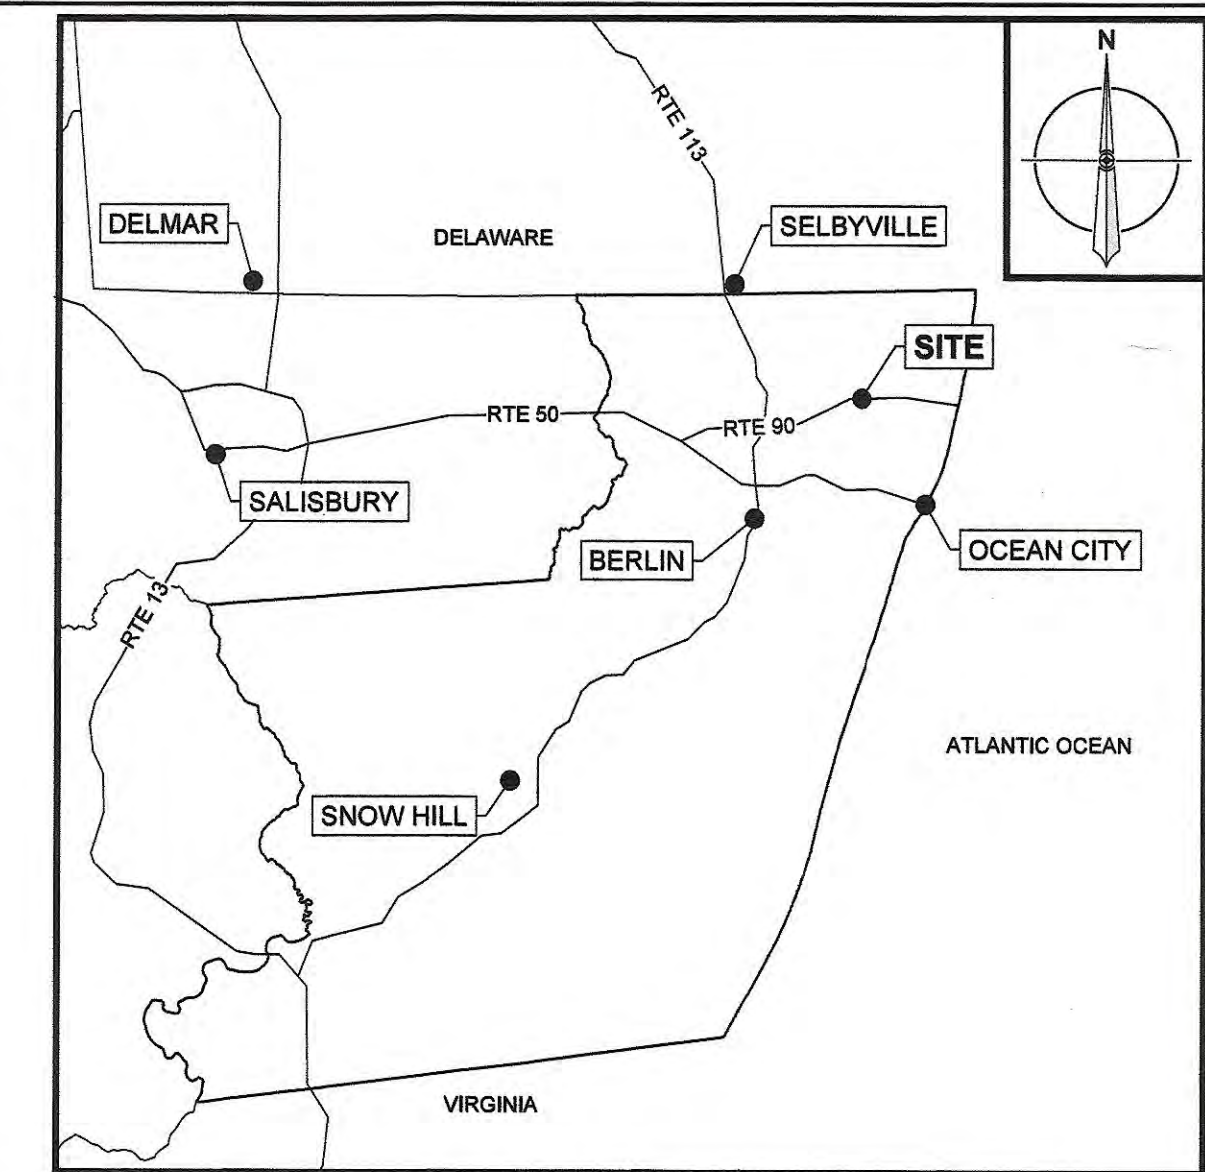 N
RTE 113
DELMAR
DELAWARE
SELBYVILLE
SITE
RTE 50
RTE 90
SALISBURY
BERLIN
OCEAN CITY
RTE 13
ATLANTIC OCEAN
SNOW HILL
VIRGINIA